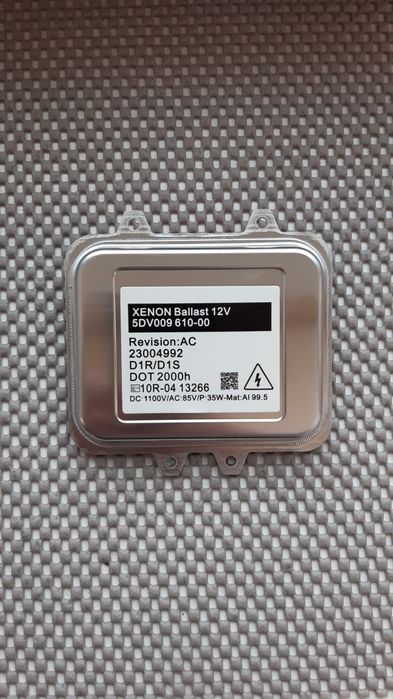 XENON Ballast 12V
5DV009 610-00
Revision:AC
23004992
D1R/D1S
DOT 2000h
10R-04 13266
DC:1100V/AC:85V/P:35W-Mat:Al 99.5